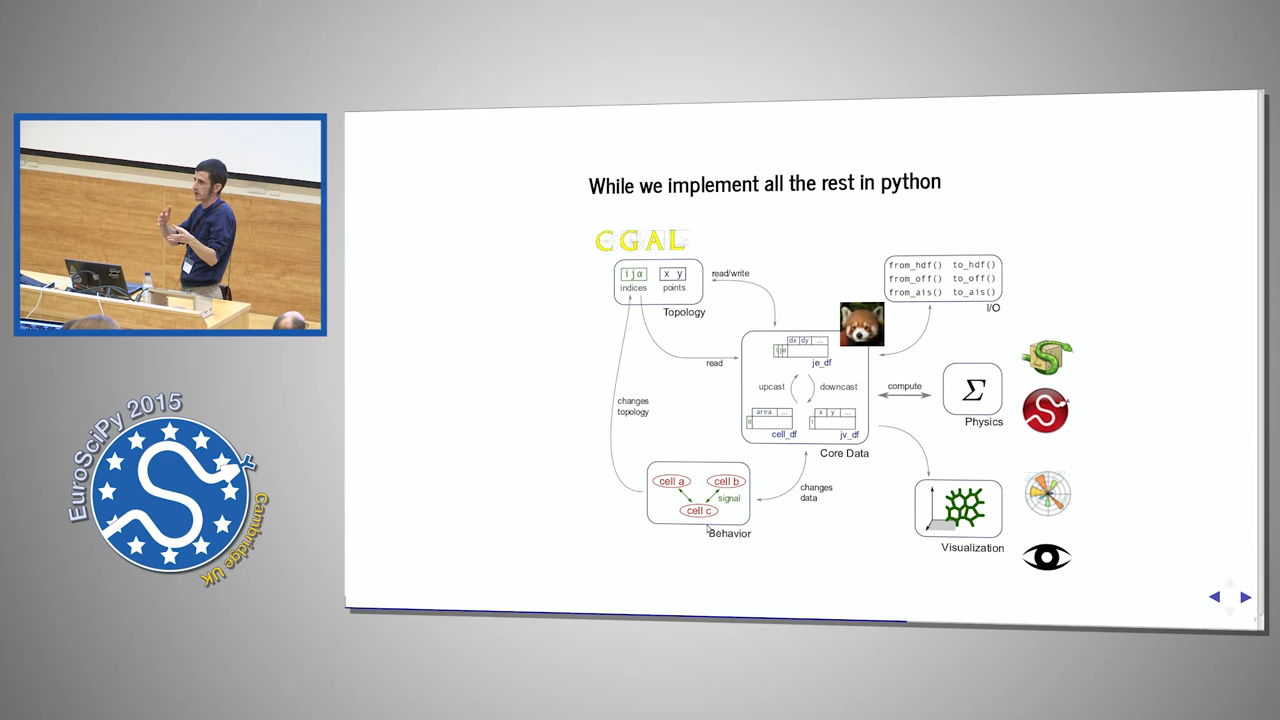 While we implement all the rest in python
CGAL
ijα x y
indices points
Topology
read/write
from_hdf() to_hdf()
from_off() to_off()
from_ais() to_ais()
I/O
dx dy ...
ijα
je_df
read
upcast downcast
compute
Σ
Physics
area ...
α
cell_df
x y ...
i
jv_df
Core Data
changes
topology
cell a cell b
signal
cell c
Behavior
changes
data
Visualization
EuroSciPy 2015
Cambridge UK